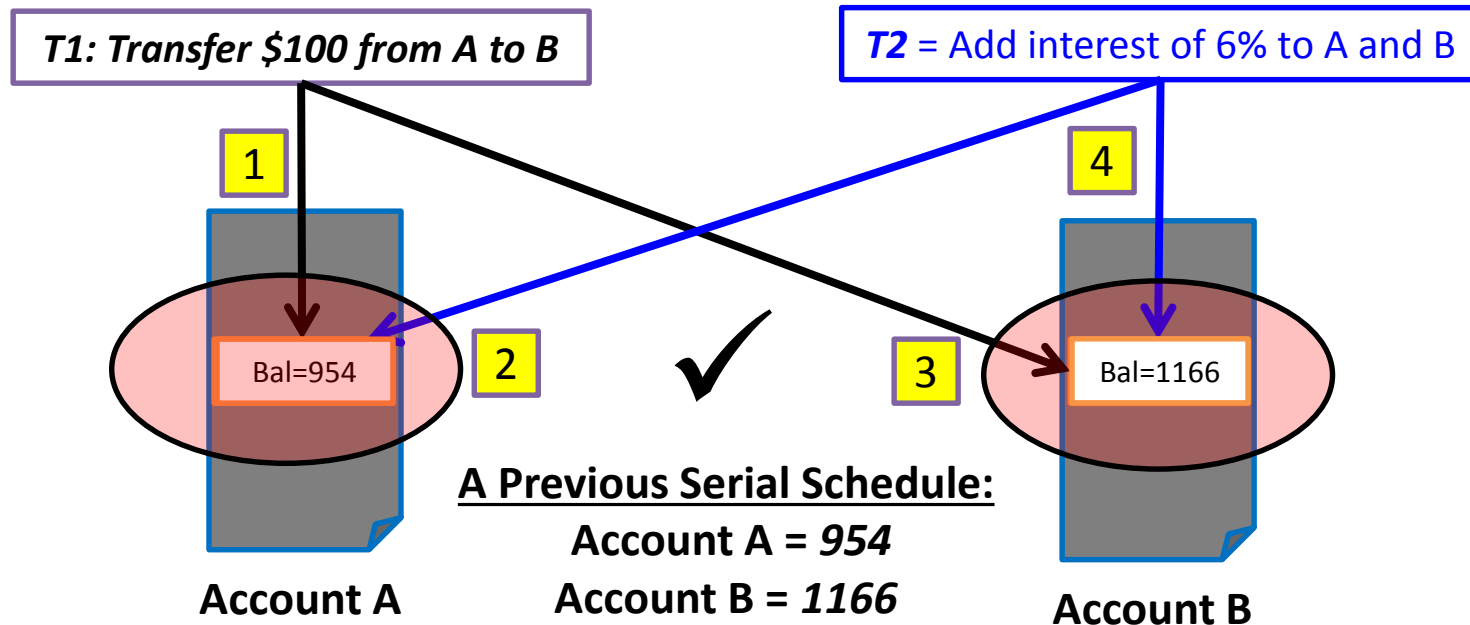 T1: Transfer $100 from A to B
T2 = Add interest of 6% to A and B
1
4
Bal=954
2
3
Bal=1166
A Previous Serial Schedule:
Account A = 954
Account B = 1166
Account A
Account B